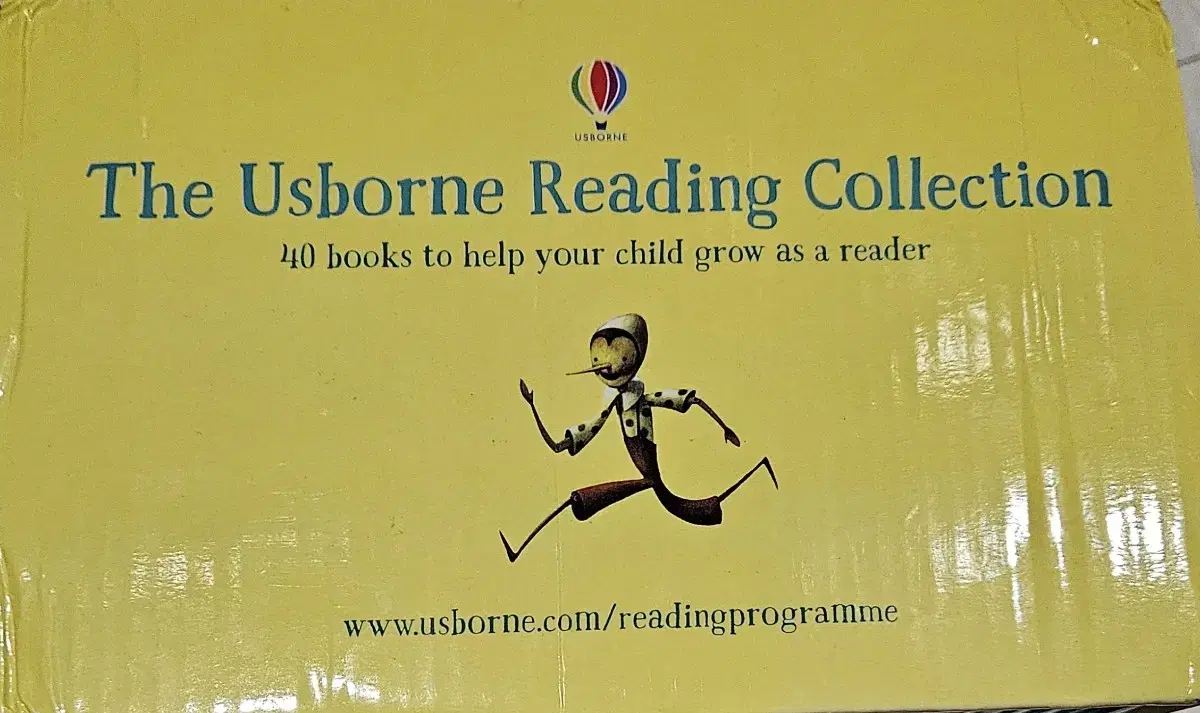 USBORNE
The Usborne Reading Collection
40 books to help your child grow as a reader
www.usborne.com/readingprogramme